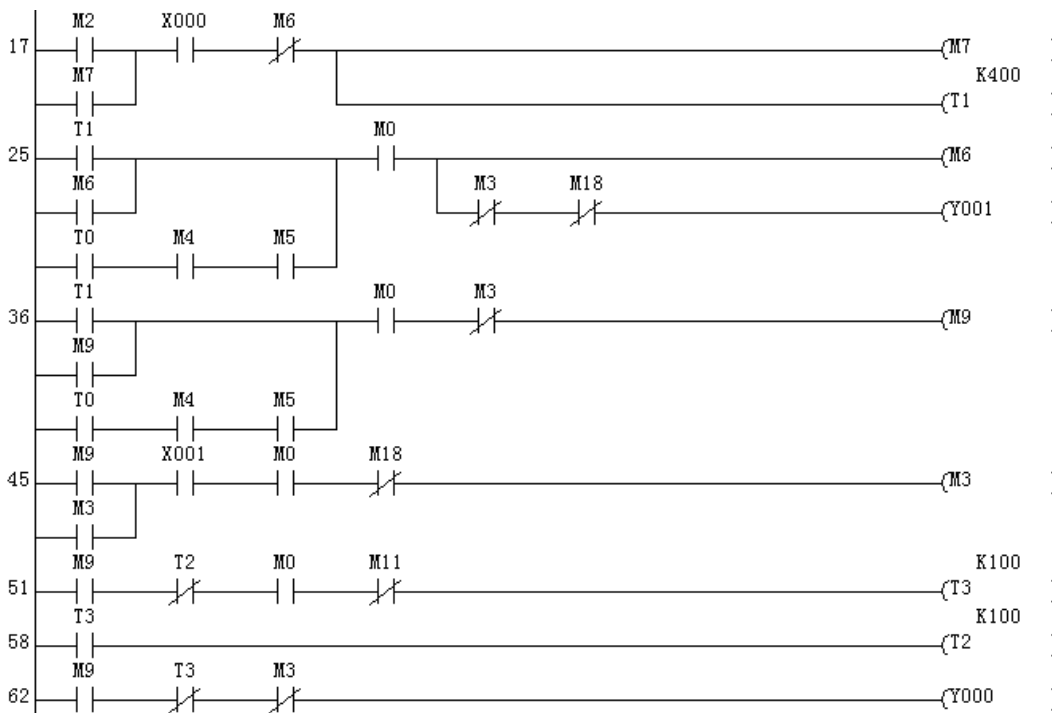 M2 X000 M6
17 (M7
M7 K400
(T1
T1 M0
25 (M6
M6 M3 M18
(Y001
T0 M4 M5
T1 M0 M3
36 (M9
M9
T0 M4 M5
M9 X001 M0 M18
45 (M3
M3
M9 T2 M0 M11 K100
51 (T3
T3 K100
58 (T2
M9 T3 M3
62 (Y000